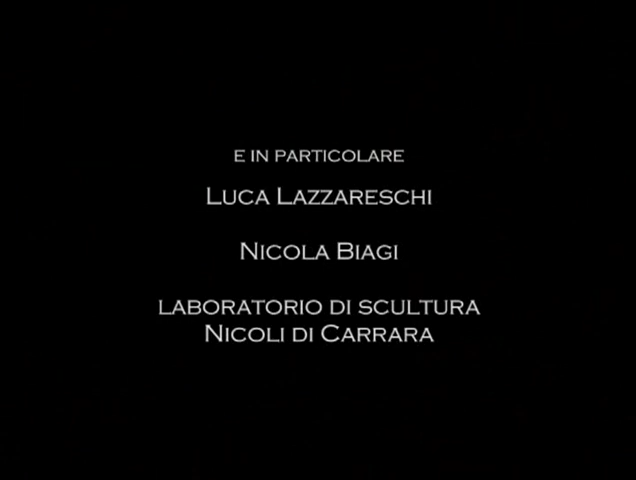 E IN PARTICOLARE
LUCA LAZZARESCHI
NICOLA BIAGI
LABORATORIO DI SCULTURA
NICOLI DI CARRARA